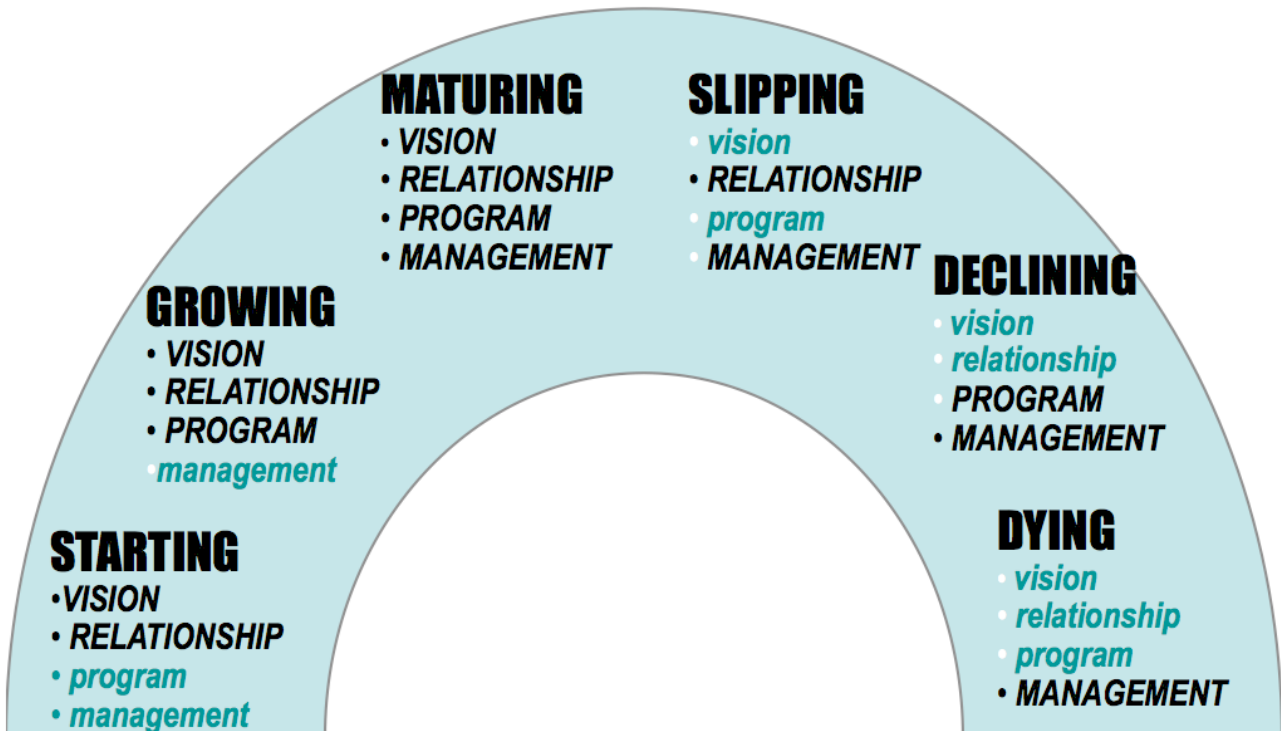 MATURING
• VISION
• RELATIONSHIP
• PROGRAM
• MANAGEMENT
SLIPPING
• vision
• RELATIONSHIP
• program
• MANAGEMENT
GROWING
• VISION
• RELATIONSHIP
• PROGRAM
•management
DECLINING
• vision
• relationship
• PROGRAM
• MANAGEMENT
STARTING
•VISION
• RELATIONSHIP
• program
• management
DYING
• vision
• relationship
• program
• MANAGEMENT